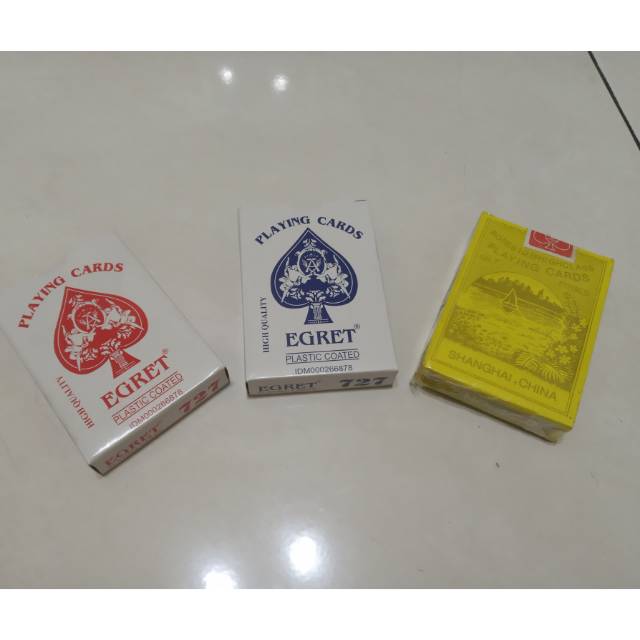 PLAYING CARDS
HIGH QUALITY
EGRET®
PLASTIC COATED
IDM000266878
EGRET 727
PLAYING CARDS
HIGH QUALITY
EGRET®
PLASTIC COATED
IDM000266878
EGRET 727
PLAYING CARDS
SHANGHAI, CHINA